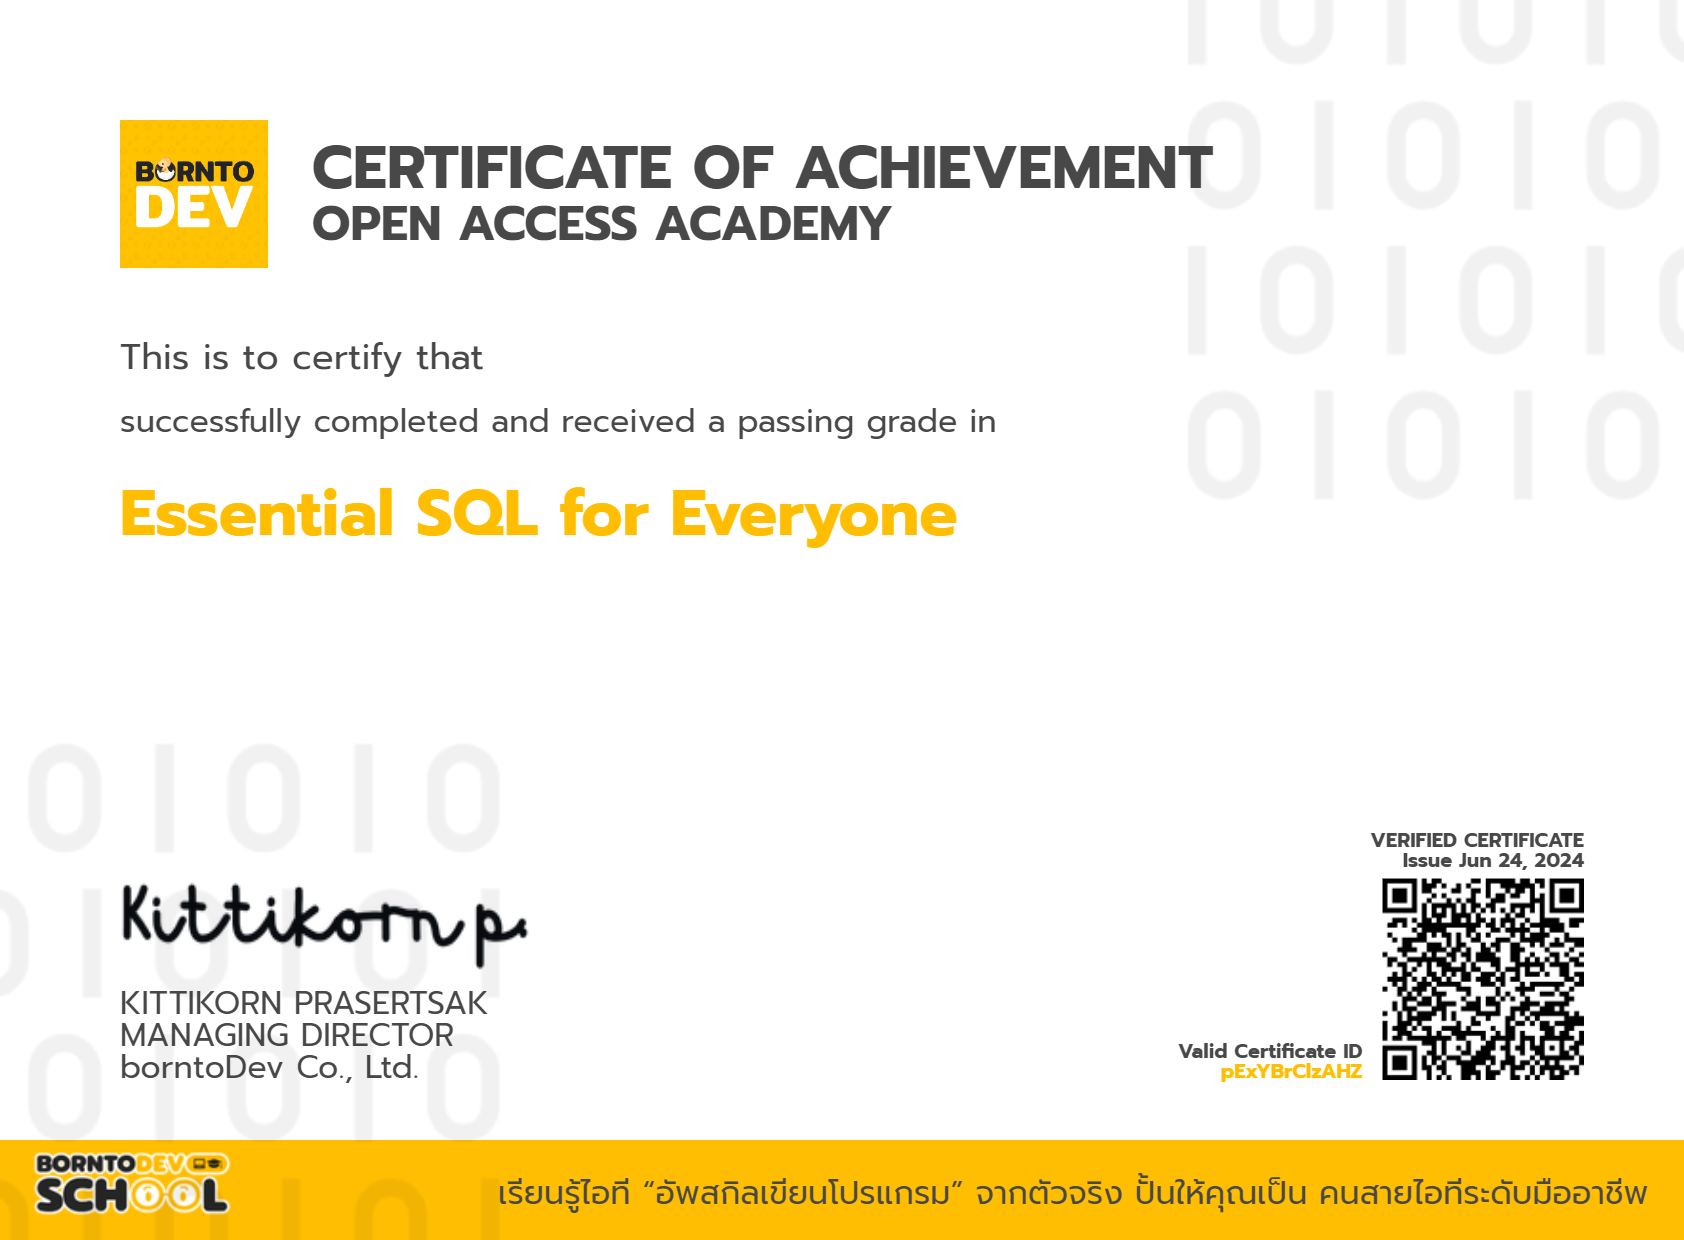 BORNTO
DEV
CERTIFICATE OF ACHIEVEMENT
OPEN ACCESS ACADEMY
This is to certify that
successfully completed and received a passing grade in
Essential SQL for Everyone
VERIFIED CERTIFICATE
Issue Jun 24, 2024
Kittikorn p.
KITTIKORN PRASERTSAK
MANAGING DIRECTOR
borntoDev Co., Ltd.
Valid Certificate ID
pExYBrClzAHZ
BORNTODEV
SCHOOL
เรียนรู้ไอที “อัพสกิลเขียนโปรแกรม” จากตัวจริง ปั้นให้คุณเป็น คนสายไอทีระดับมืออาชีพ